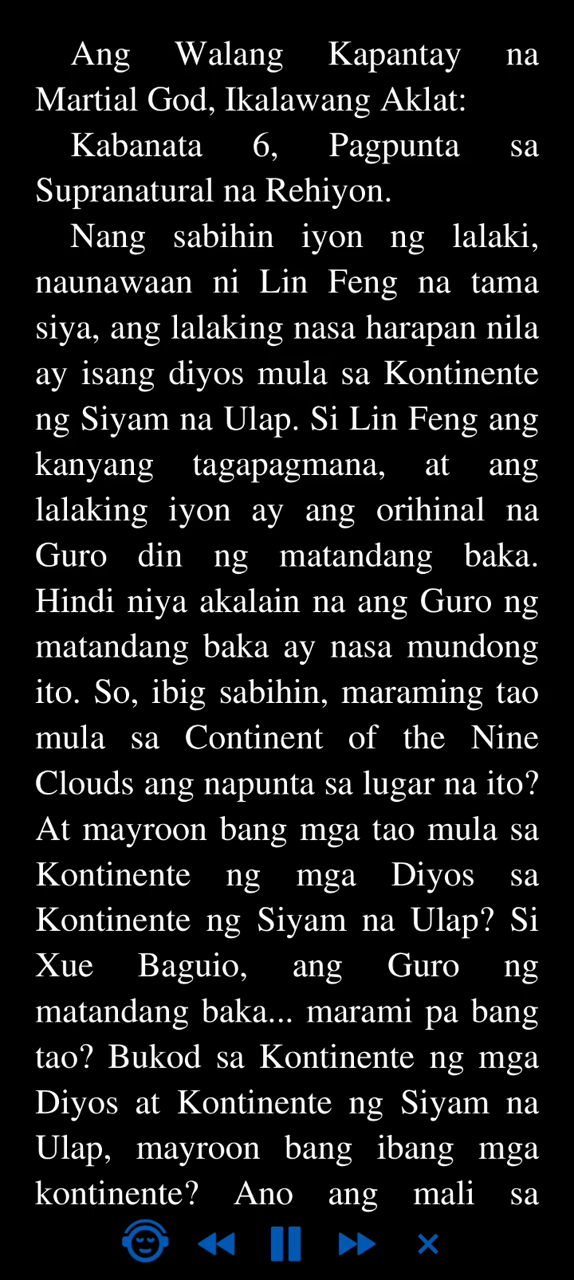 Ang Walang Kapantay na
Martial God, Ikalawang Aklat:
Kabanata 6, Pagpunta sa
Supranatural na Rehiyon.
Nang sabihin iyon ng lalaki,
naunawaan ni Lin Feng na tama
siya, ang lalaking nasa harapan nila
ay isang diyos mula sa Kontinente
ng Siyam na Ulap. Si Lin Feng ang
kanyang tagapagmana, at ang
lalaking iyon ay ang orihinal na
Guro din ng matandang baka.
Hindi niya akalain na ang Guro ng
matandang baka ay nasa mundong
ito. So, ibig sabihin, maraming tao
mula sa Continent of the Nine
Clouds ang napunta sa lugar na ito?
At mayroon bang mga tao mula sa
Kontinente ng mga Diyos sa
Kontinente ng Siyam na Ulap? Si
Xue Baguio, ang Guro ng
matandang baka... marami pa bang
tao? Bukod sa Kontinente ng mga
Diyos at Kontinente ng Siyam na
Ulap, mayroon bang ibang mga
kontinente? Ano ang mali sa